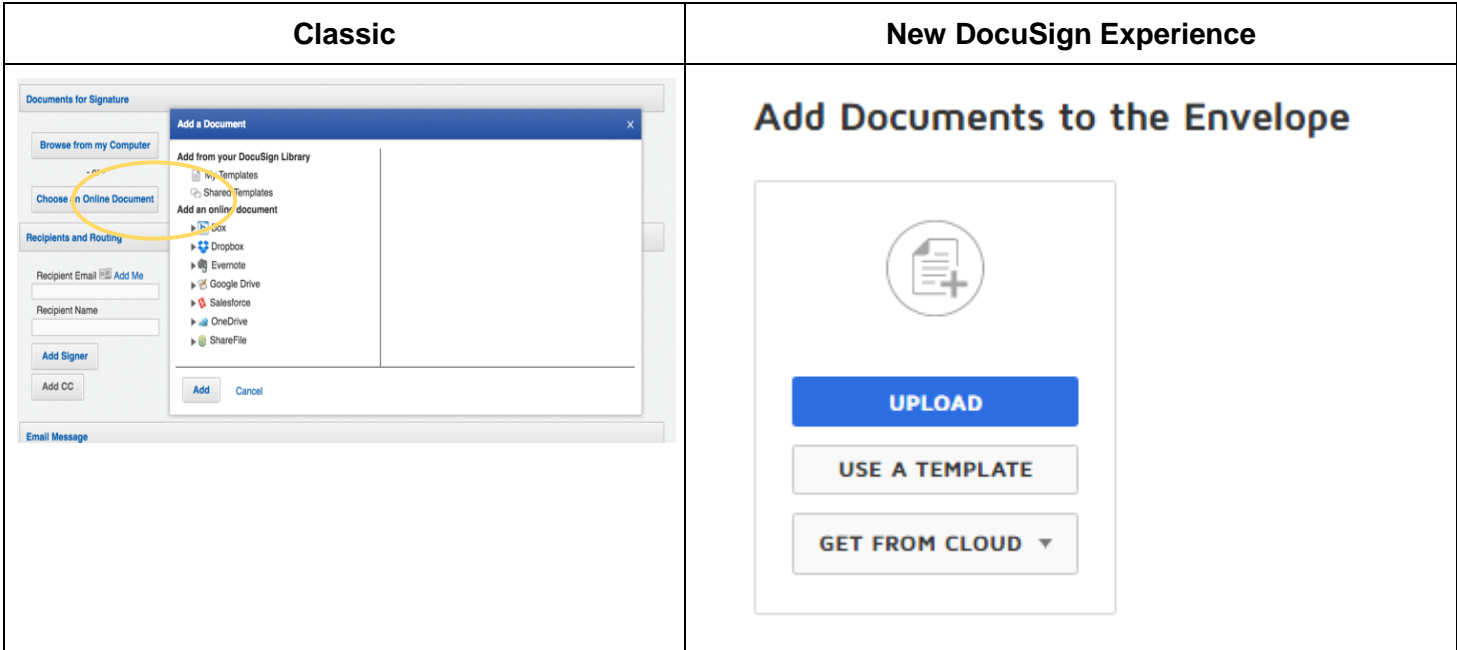 Classic
New DocuSign Experience
Documents for Signature
Browse from my Computer
Choose an Online Document
Recipients and Routing
Recipient Email Add Me
Recipient Name
Add Signer
Add CC
Email Message
Add a Document X
Add from your DocuSign Library
My Templates
Shared Templates
Add an online document
Box
Dropbox
Evernote
Google Drive
Salesforce
OneDrive
ShareFile
Add Cancel
Add Documents to the Envelope
UPLOAD
USE A TEMPLATE
GET FROM CLOUD